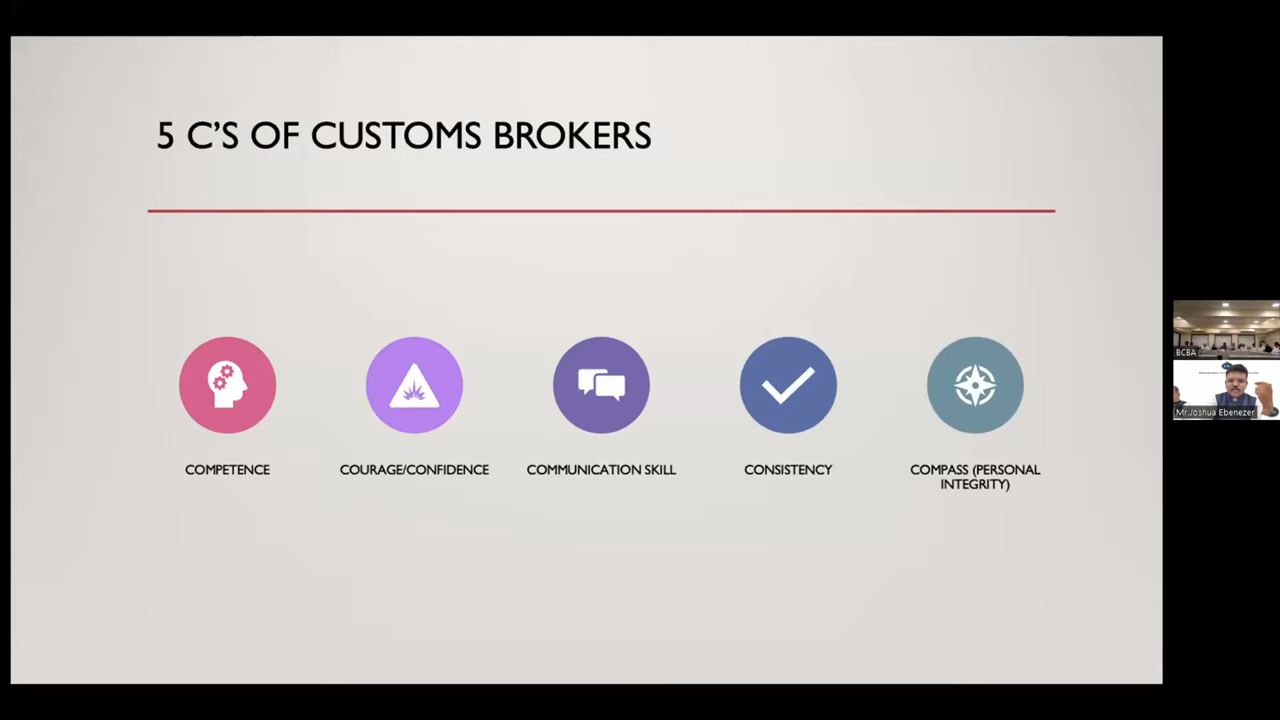 5 C'S OF CUSTOMS BROKERS
COMPETENCE
COURAGE/CONFIDENCE
COMMUNICATION SKILL
CONSISTENCY
COMPASS (PERSONAL
INTEGRITY)
BCBA
Mr.Joshua Ebenezer